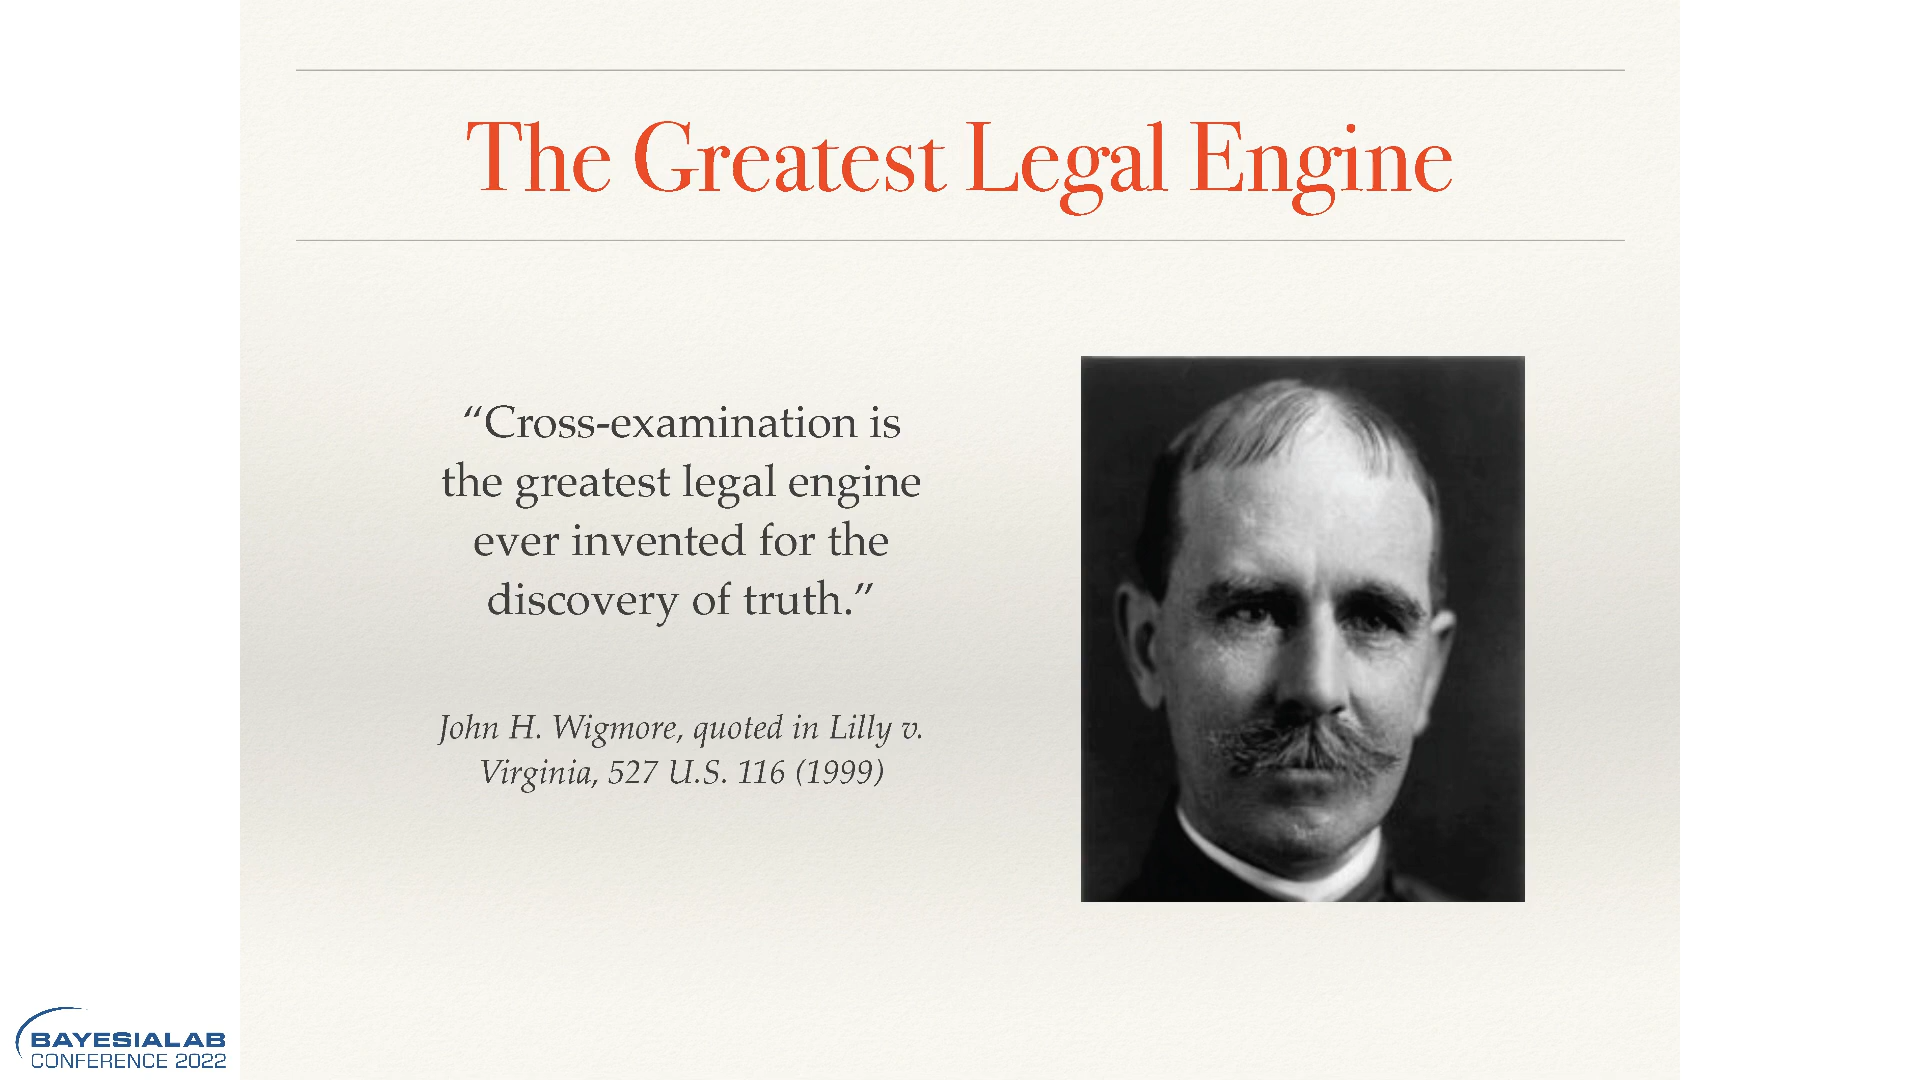 The Greatest Legal Engine
“Cross-examination is
the greatest legal engine
ever invented for the
discovery of truth.”
John H. Wigmore, quoted in Lilly v.
Virginia, 527 U.S. 116 (1999)
BAYESIALAB
CONFERENCE 2022